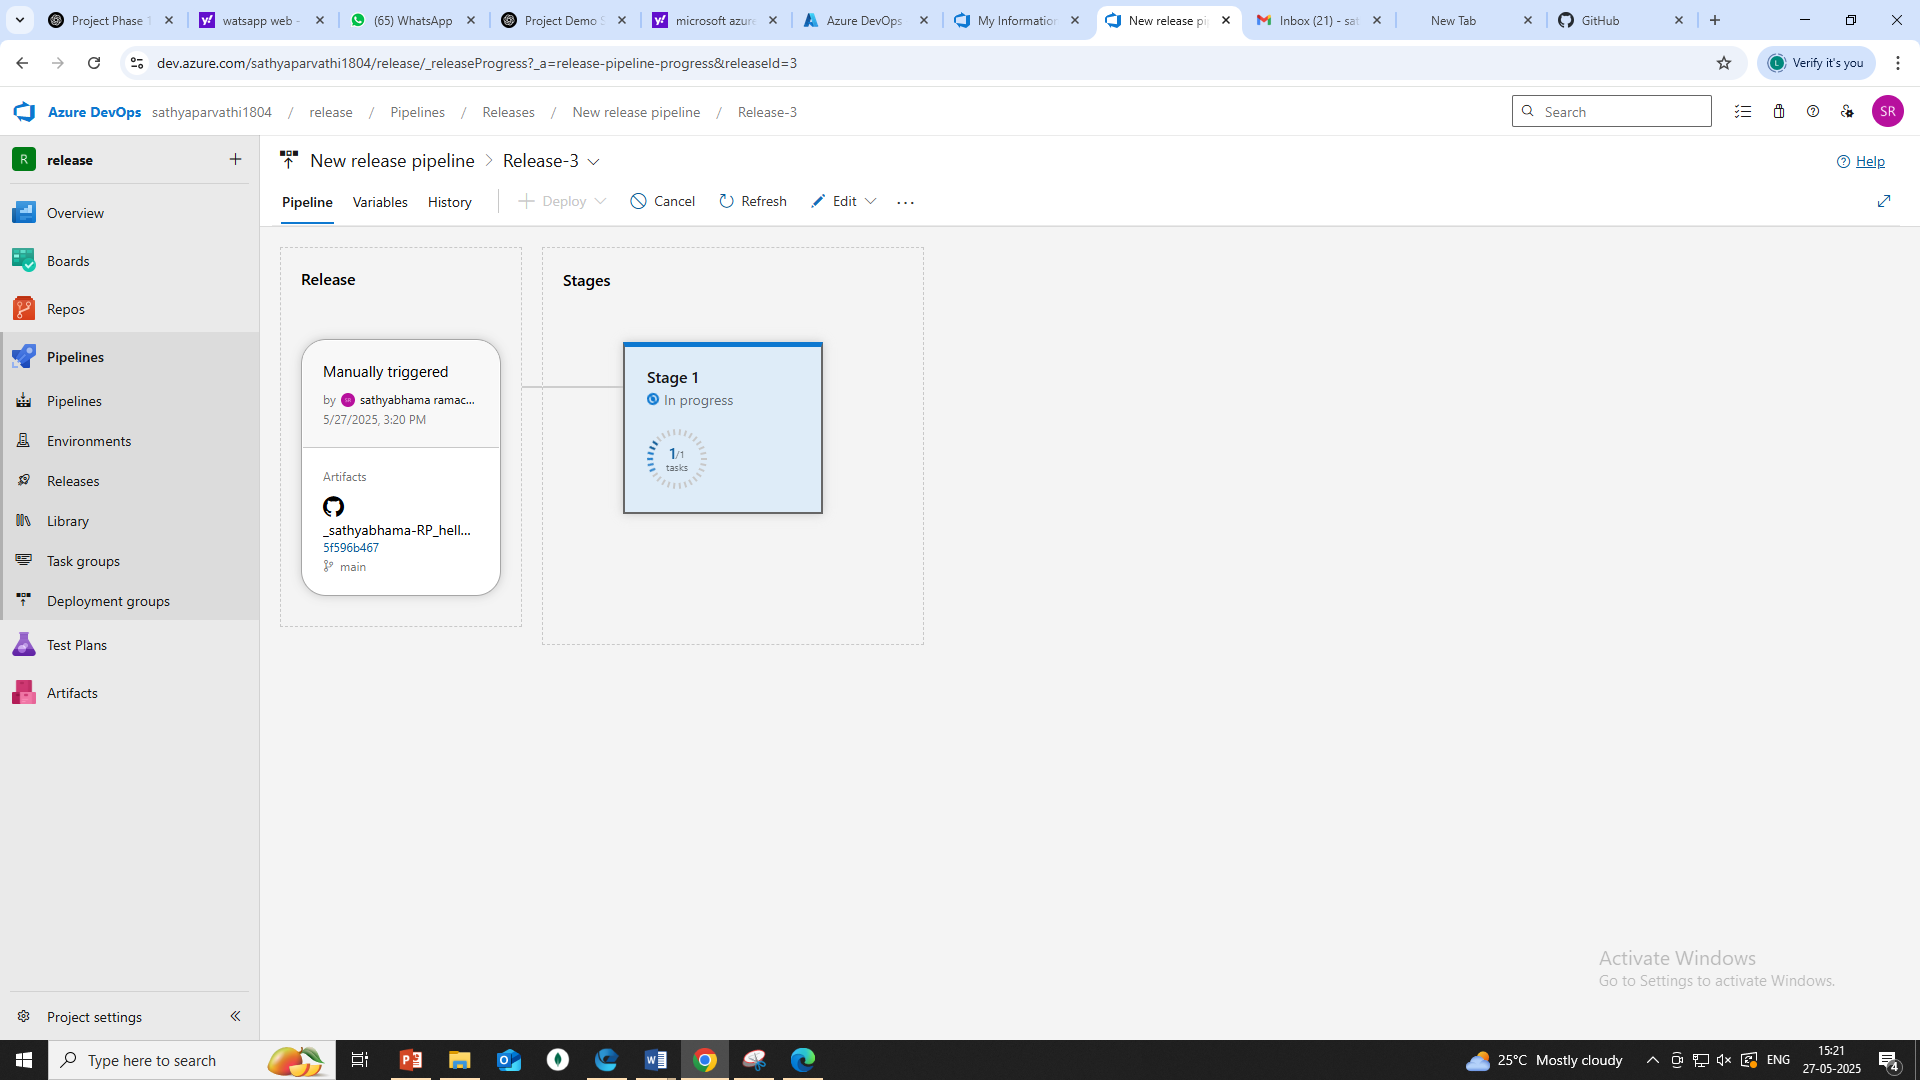 Project Phase 1
watsapp web -
(65) WhatsApp
Project Demo S
microsoft azure
Azure DevOps
My Information
New release pi
Inbox (21) - sat
New Tab
GitHub
dev.azure.com/sathyaparvathi1804/release/_releaseProgress?_a=release-pipeline-progress&releaseId=3
L
Verify it's you
Azure DevOps sathyaparvathi1804 / release / Pipelines / Releases / New release pipeline / Release-3
Search
SR
R release
New release pipeline > Release-3
Help
Pipeline Variables History Deploy Cancel Refresh Edit ...
Overview
Boards
Repos
Pipelines
Pipelines
Environments
Releases
Library
Task groups
Deployment groups
Test Plans
Artifacts
Project settings
Release
Manually triggered
by SR sathyabhama ramac...
5/27/2025, 3:20 PM
Artifacts
_sathyabhama-RP_hell...
5f596b467
main
Stages
Stage 1
In progress
1/1
tasks
Activate Windows
Go to Settings to activate Windows.
Type here to search
25°C Mostly cloudy
ENG
15:21
27-05-2025
4